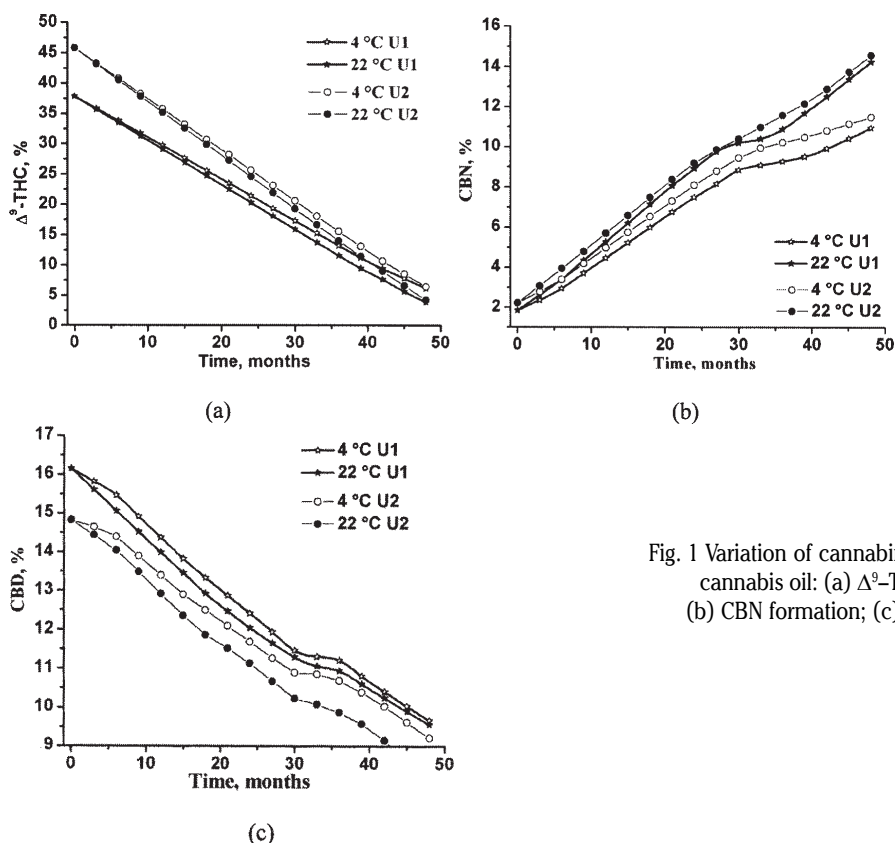 50
45
40
35
30
25
20
15
10
5
0
Δ⁹-THC, %
4 °C U1
22 °C U1
4 °C U2
22 °C U2
0 10 20 30 40 50
Time, months
(a)
16
14
12
10
8
6
4
2
CBN, %
4 °C U1
22 °C U1
4 °C U2
22 °C U2
0 10 20 30 40 50
Time, months
(b)
17
16
15
14
13
12
11
10
9
CBD, %
4 °C U1
22 °C U1
4 °C U2
22 °C U2
0 10 20 30 40 50
Time, months
(c)
Fig. 1 Variation of
cannabis oil: (a) Δ⁹–
(b) CBN formation; (c)